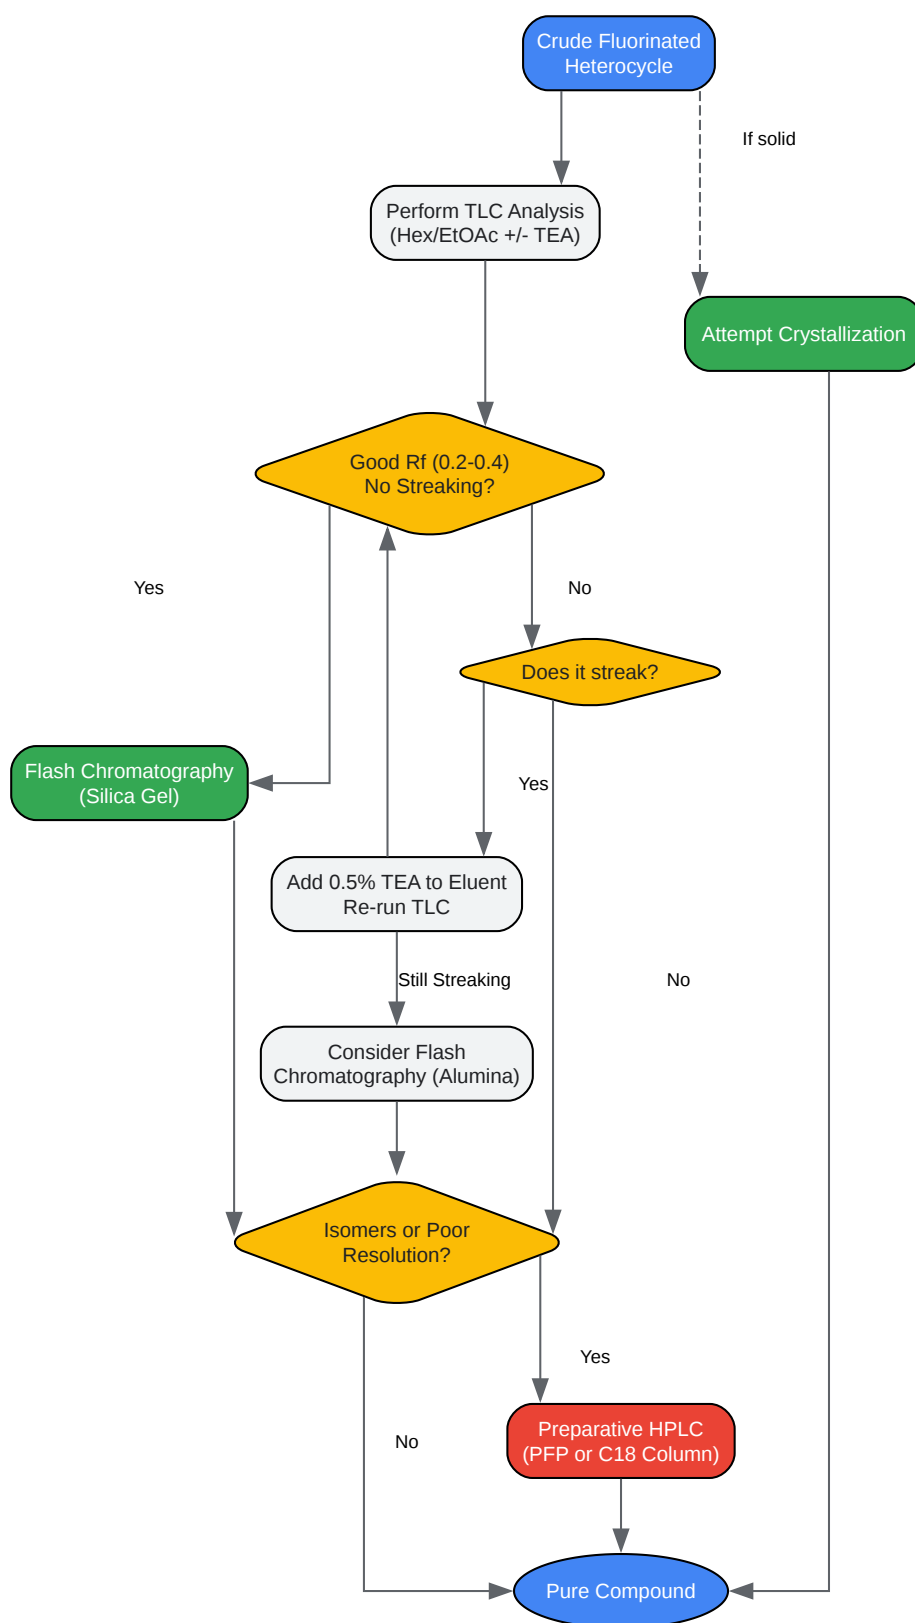 Crude Fluorinated
Heterocycle
If solid
Perform TLC Analysis
(Hex/EtOAc +/- TEA)
Attempt Crystallization
Good Rf (0.2-0.4)
No Streaking?
Yes
No
Does it streak?
Flash Chromatography
(Silica Gel)
Yes
Add 0.5% TEA to Eluent
Re-run TLC
Still Streaking
No
Consider Flash
Chromatography (Alumina)
Isomers or Poor
Resolution?
Yes
No
Preparative HPLC
(PFP or C18 Column)
Pure Compound